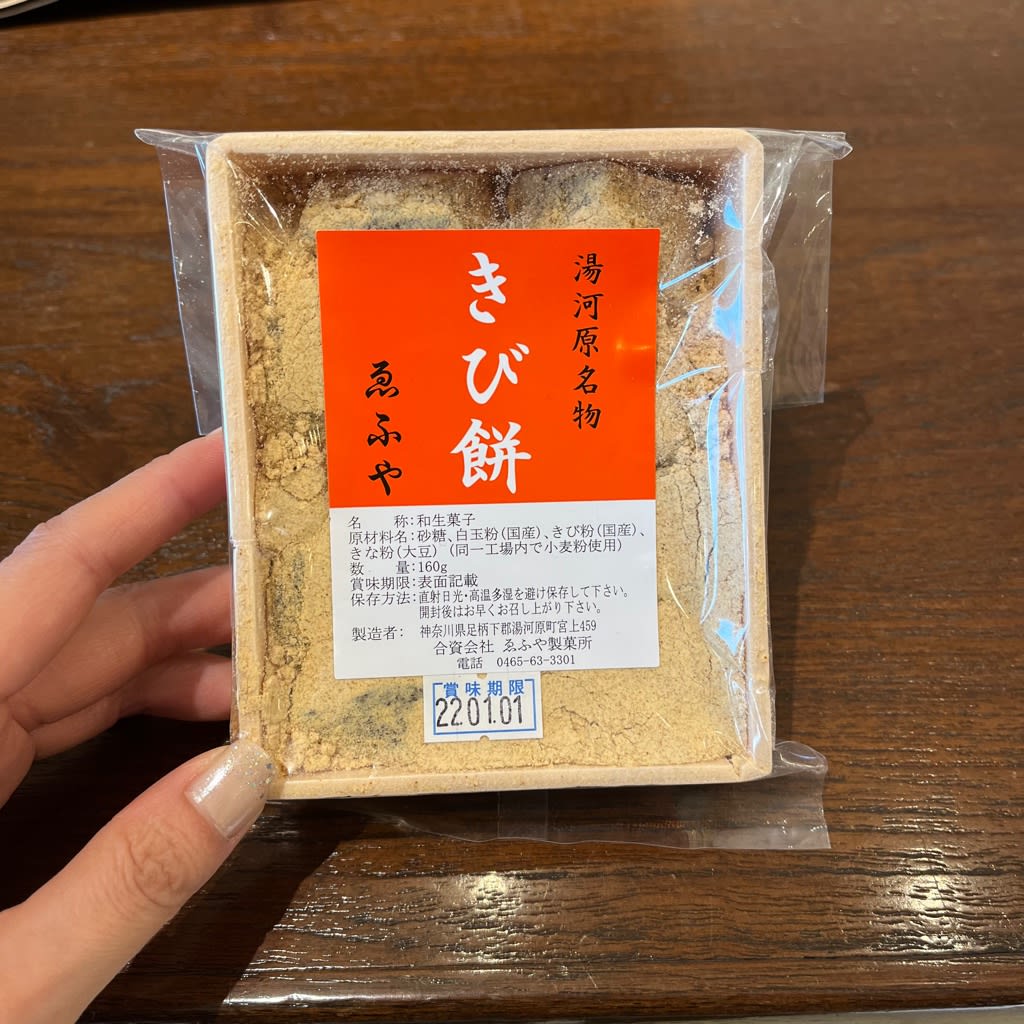 湯河原名物
きび餅
ゑふや
名　　称:和生菓子
原材料名:砂糖、白玉粉(国産)、きび粉(国産)、
きな粉(大豆) (同一工場内で小麦粉使用)
数　　量:160g
賞味期限:表面記載
保存方法:直射日光・高温多湿を避け保存して下さい。
開封後はお早くお召し上がり下さい。
製造者: 神奈川県足柄下郡湯河原町宮上459
合資会社 ゑふや製菓所
電話 0465-63-3301
賞味期限
22.01.01